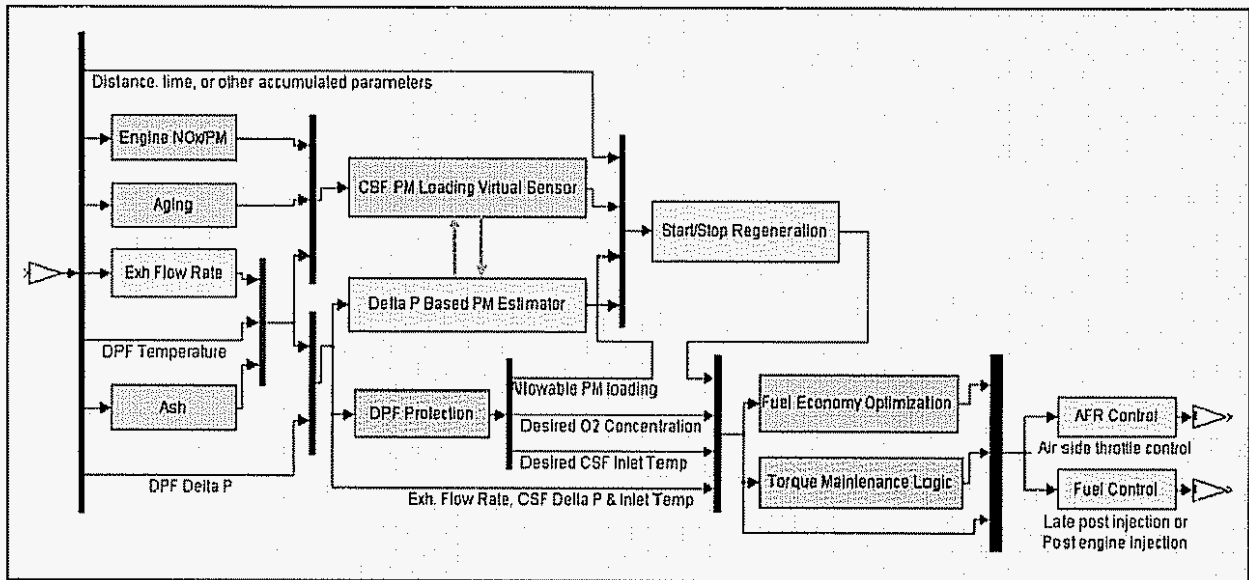 Distance, time, or other accumulated parameters
Engine NOx/PM
CSF PM Loading Virtual Sensor
Aging
Start/Stop Regeneration
Exh Flow Rate
Delta P Based PM Estimator
DPF Temperature
Allowable PM loading
Ash
DPF Protection
Fuel Economy Optimization
AFR Control
Desired O2 Concentration
Air side throttle control
Desired CSF Inlet Temp
DPF Delta P
Torque Maintenance Logic
Fuel Control
Exh. Flow Rate, CSF Delta P & Inlet Temp
Late post injection or
Post engine Injection